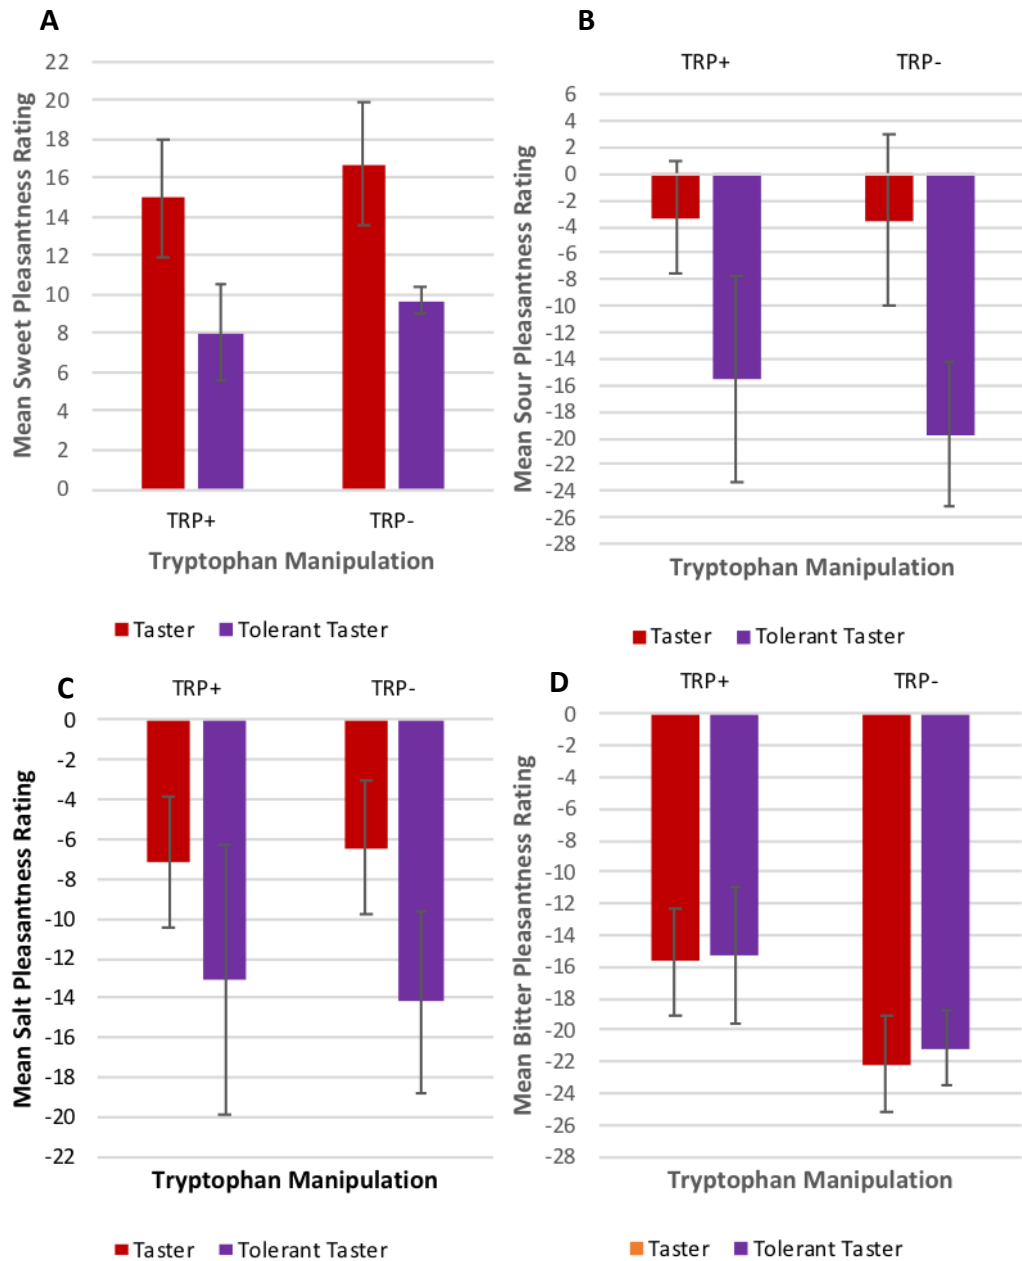 A
Mean Sweet Pleasantness Rating
22
20
18
16
14
12
10
8
6
4
2
0
TRP+ TRP-
Tryptophan Manipulation
Taster Tolerant Taster
B
TRP+ TRP-
Mean Sour Pleasantness Rating
6
4
2
0
-2
-4
-6
-8
-10
-12
-14
-16
-18
-20
-22
-24
-26
-28
Tryptophan Manipulation
Taster Tolerant Taster
C
TRP+ TRP-
Mean Salt Pleasantness Rating
0
-2
-4
-6
-8
-10
-12
-14
-16
-18
-20
-22
Tryptophan Manipulation
Taster Tolerant Taster
D
TRP+ TRP-
Mean Bitter Pleasantness Rating
0
-2
-4
-6
-8
-10
-12
-14
-16
-18
-20
-22
-24
-26
-28
Tryptophan Manipulation
Taster Tolerant Taster